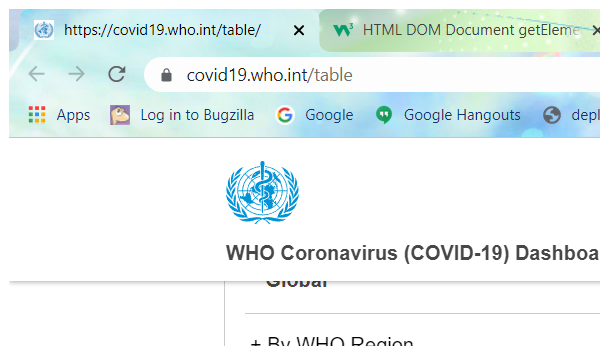 https://covid19.who.int/table/
HTML DOM Document getEleme
covid19.who.int/table
Apps Log in to Bugzilla Google Google Hangouts depl
WHO Coronavirus (COVID-19) Dashboa
Global
+ By WHO Region